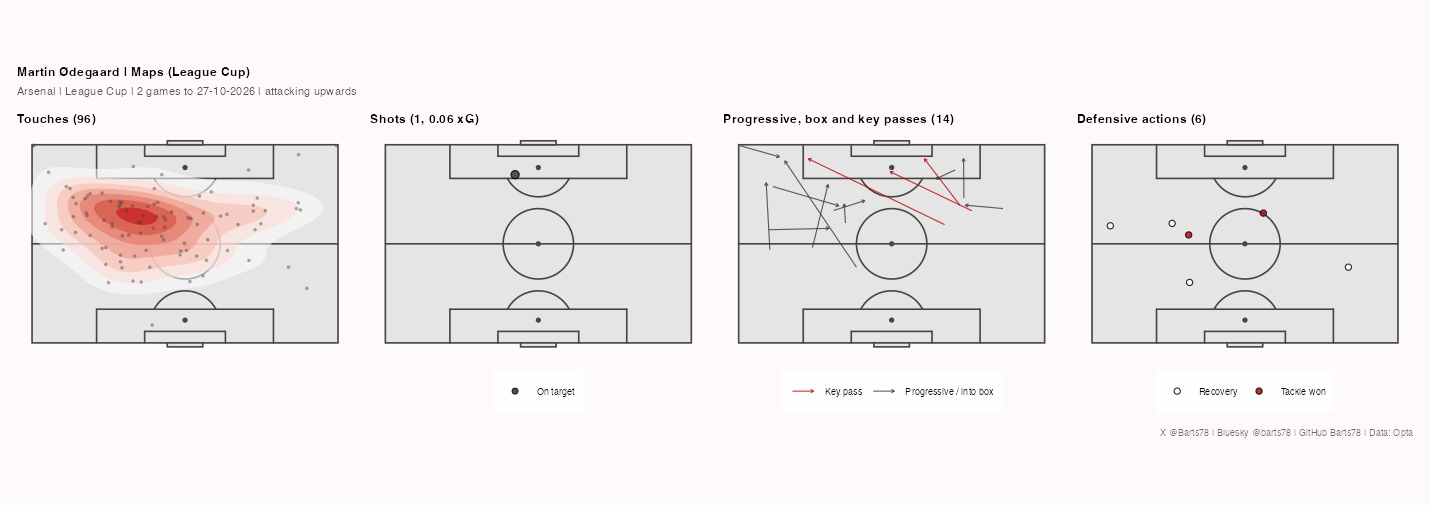 Martin Ødegaard | Maps (League Cup)
Arsenal | League Cup | 2 games to 27-10-2026 | attacking upwards
Touches (96)
Shots (1, 0.06 xG)
Progressive, box and key passes (14)
Defensive actions (6)
On target
Key pass
Progressive / into box
Recovery
Tackle won
X @Barts78 | Bluesky @barts78 | GitHub Barts78 | Data: Opta